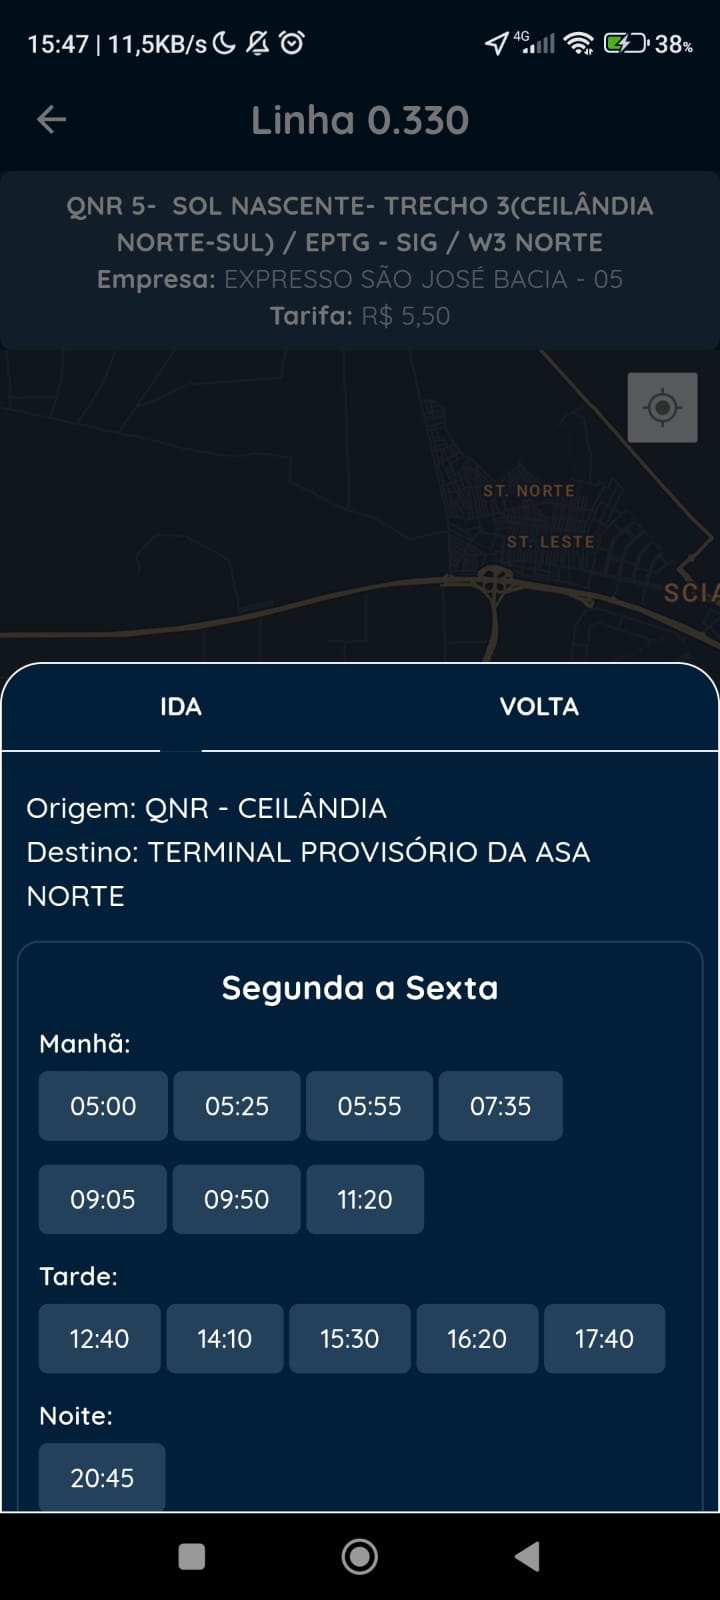 15:47 | 11,5KB/s 4G 38%
Linha 0.330
QNR 5- SOL NASCENTE- TRECHO 3(CEILÂNDIA
NORTE-SUL) / EPTG - SIG / W3 NORTE
Empresa: EXPRESSO SÃO JOSÉ BACIA - 05
Tarifa: R$ 5,50
ST. NORTE
ST. LESTE
SCIA
IDA VOLTA
Origem: QNR - CEILÂNDIA
Destino: TERMINAL PROVISÓRIO DA ASA
NORTE
Segunda a Sexta
Manhã:
05:00 05:25 05:55 07:35
09:05 09:50 11:20
Tarde:
12:40 14:10 15:30 16:20 17:40
Noite:
20:45